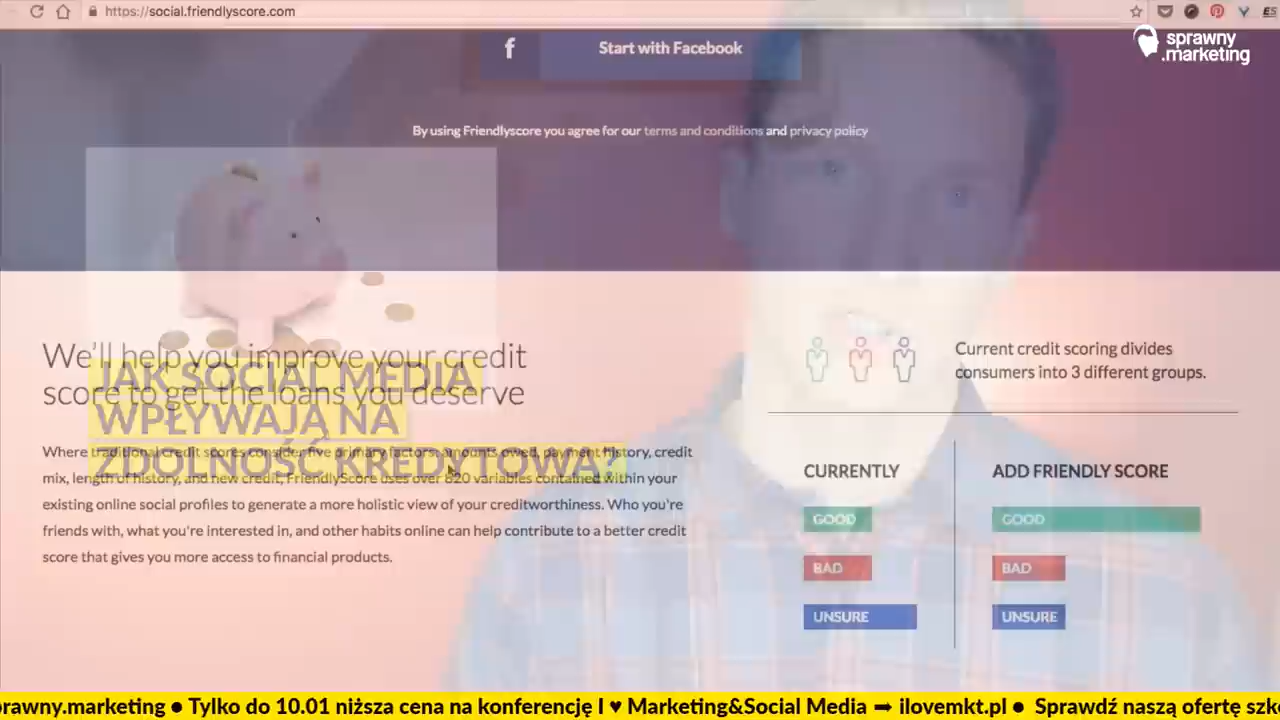 https://social.friendlyscore.com
ES
sprawny
.marketing
f
Start with Facebook
By using Friendlyscore you agree for our terms and conditions and privacy policy
We'll help you improve your credit
score to get the loans you deserve
JAK SOCIAL MEDIA
WPŁYWAJĄ NA
ZDOLNOŚĆ KREDYTOWĄ?
Where traditional credit scores consider five primary factors: amounts owed, payment history, credit
mix, length of history, and new credit, FriendlyScore uses over 820 variables contained within your
existing online social profiles to generate a more holistic view of your creditworthiness. Who you're
friends with, what you're interested in, and other habits online can help contribute to a better credit
score that gives you more access to financial products.
Current credit scoring divides
consumers into 3 different groups.
CURRENTLY
ADD FRIENDLY SCORE
GOOD
GOOD
BAD
BAD
UNSURE
UNSURE
prawny.marketing ● Tylko do 10.01 niższa cena na konferencję I ♥ Marketing&Social Media ➡ ilovemkt.pl ● Sprawdź naszą ofertę szk